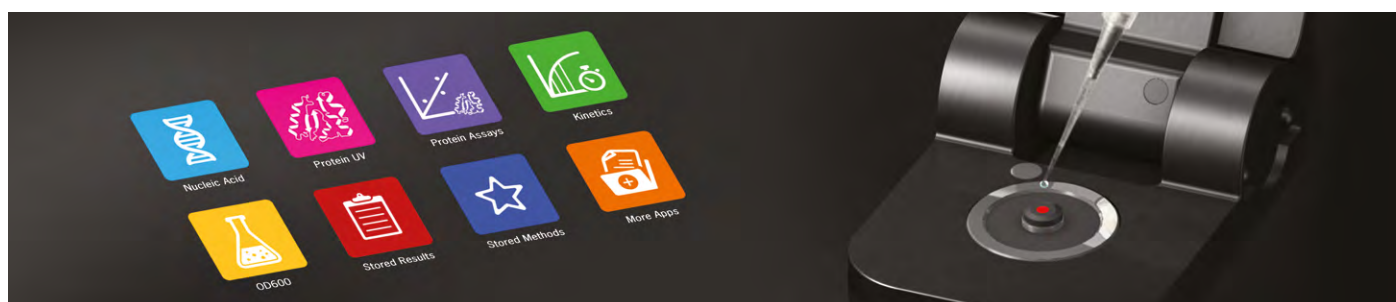 Nucleic Acid
Protein UV
Protein Assays
Kinetics
OD600
Stored Results
Stored Methods
More Apps